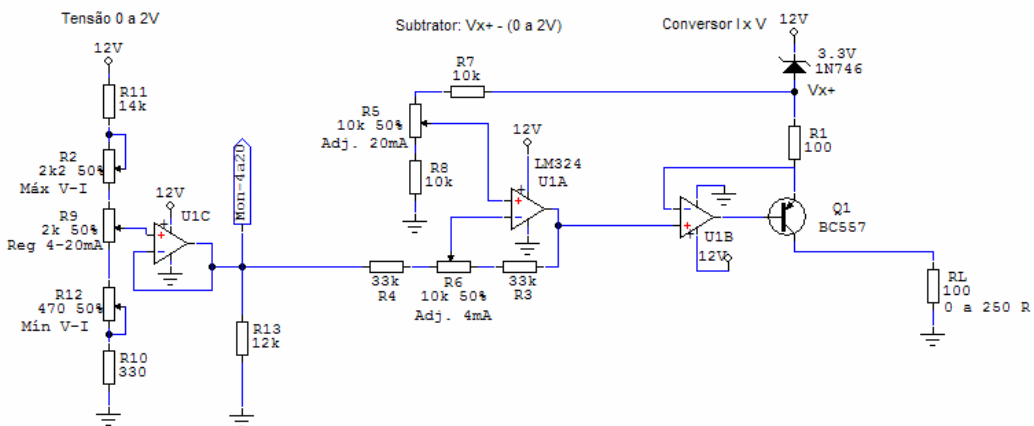 Tensão 0 a 2V
Subtrator: Vx+ - (0 a 2V)
Conversor I x V
12V
R11
14k
R2
2k2 50%
Máx V-I
R9
2k 50%
Reg 4-20mA
R12
470 50%
Mín V-I
R10
330
12V
U1C
Mon-4a20
R13
12k
33k
R4
R6
10k 50%
Adj. 4mA
33k
R3
R7
10k
R5
10k 50%
Adj. 20mA
R8
10k
12V
LM324
U1A
12V
3.3V
1N746
Vx+
R1
100
U1B
12V
Q1
BC557
RL
100
0 a 250 R